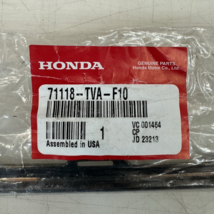 HONDA
GENUINE PARTS
Honda Motor Co., Ltd.
71118--TVA--F10
1
VC 001464
CP
JD 23213
Assembled in USA